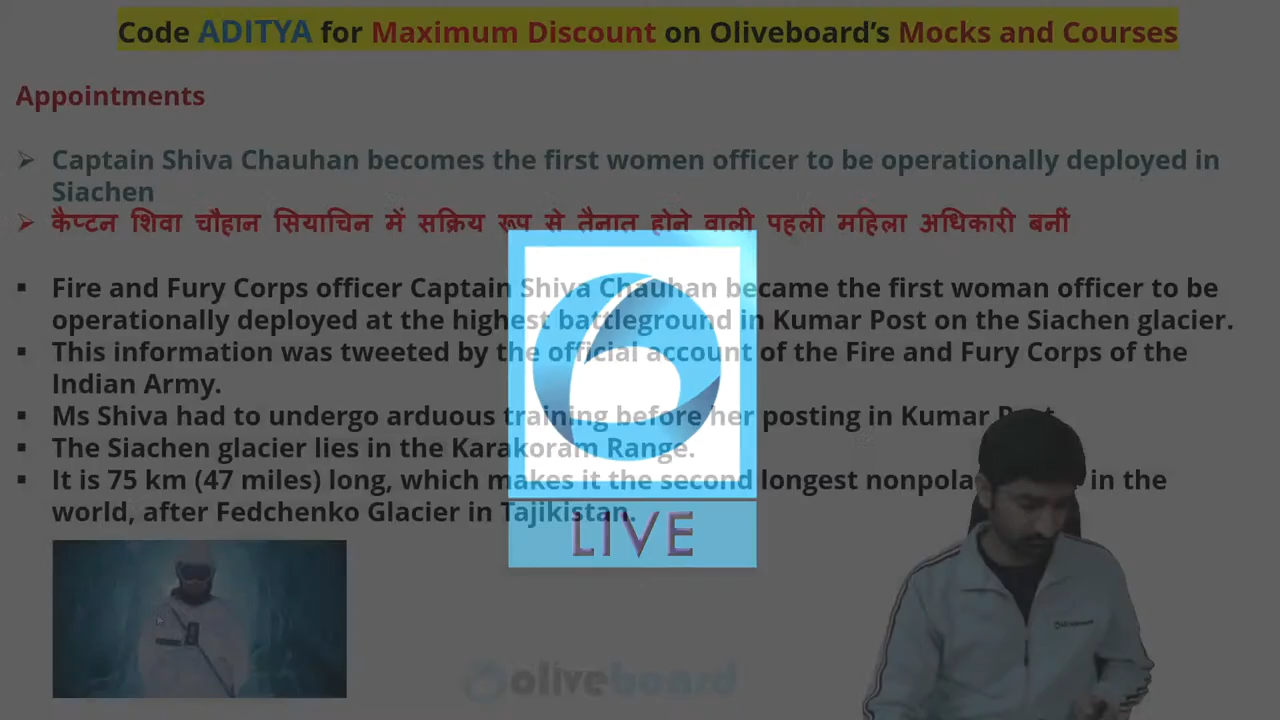 Code ADITYA for Maximum Discount on Oliveboard’s Mocks and Courses
Appointments
➢ Captain Shiva Chauhan becomes the first women officer to be operationally deployed in
Siachen
➢ कैप्टन शिवा चौहान सियाचिन में सक्रिय रूप से तैनात होने वाली पहली महिला अधिकारी बनीं
▪ Fire and Fury Corps officer Captain Shiva Chauhan became the first woman officer to be
operationally deployed at the highest battleground in Kumar Post on the Siachen glacier.
▪ This information was tweeted by the official account of the Fire and Fury Corps of the
Indian Army.
▪ Ms Shiva had to undergo arduous training before her posting in Kumar Post
▪ The Siachen glacier lies in the Karakoram Range.
▪ It is 75 km (47 miles) long, which makes it the second longest nonpola in the
world, after Fedchenko Glacier in Tajikistan.
LIVE
oliveboard